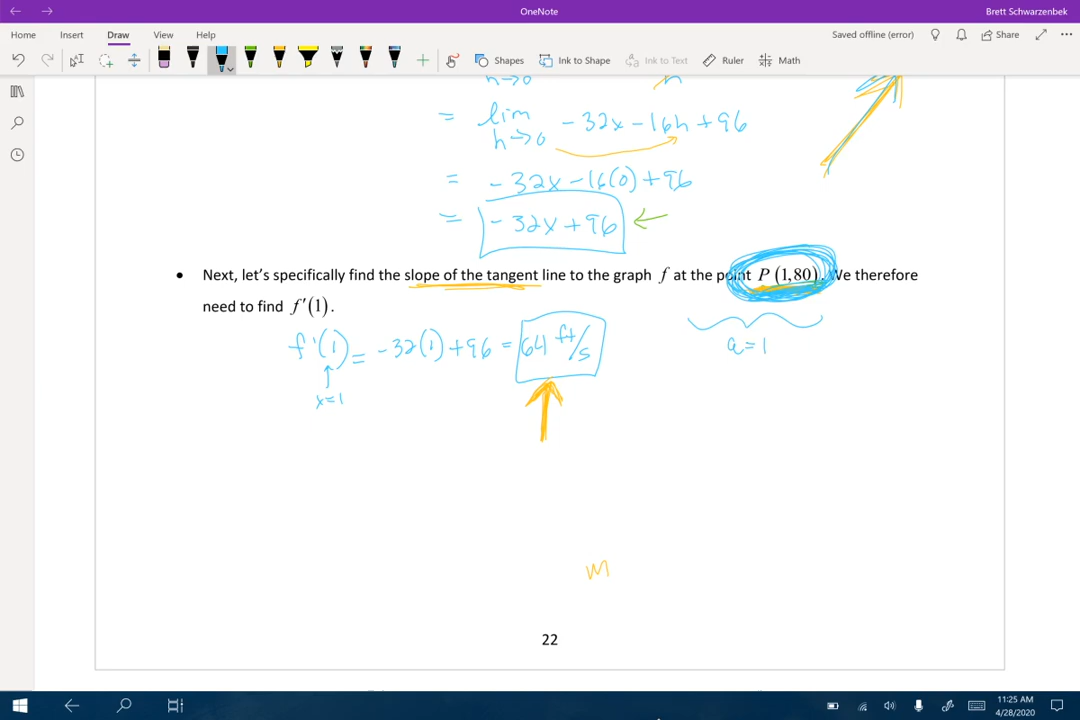 OneNote
Brett Schwarzenbek
Home Insert Draw View Help
Saved offline (error) Share
Shapes Ink to Shape Ink to Text Ruler Math
h→0 h
= lim -32x - 16h + 96
h→0
= -32x - 16(0) + 96
= -32x + 96
• Next, let's specifically find the slope of the tangent line to the graph f at the point P (1,80). We therefore
need to find f′(1).
f'(1) = -32(1) + 96 = 64 ft/s
a = 1
x=1
m
22
11:25 AM
4/28/2020